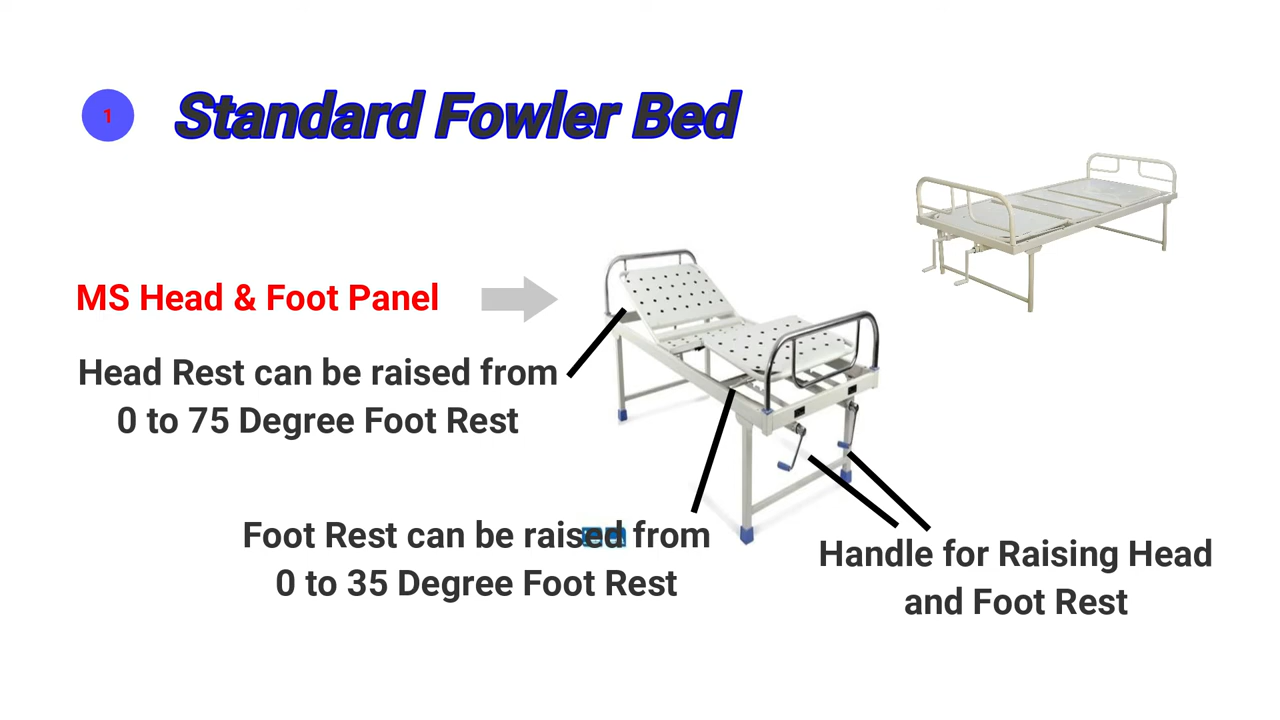 1
Standard Fowler Bed
MS Head & Foot Panel
Head Rest can be raised from
0 to 75 Degree Foot Rest
Foot Rest can be raised from
0 to 35 Degree Foot Rest
Handle for Raising Head
and Foot Rest